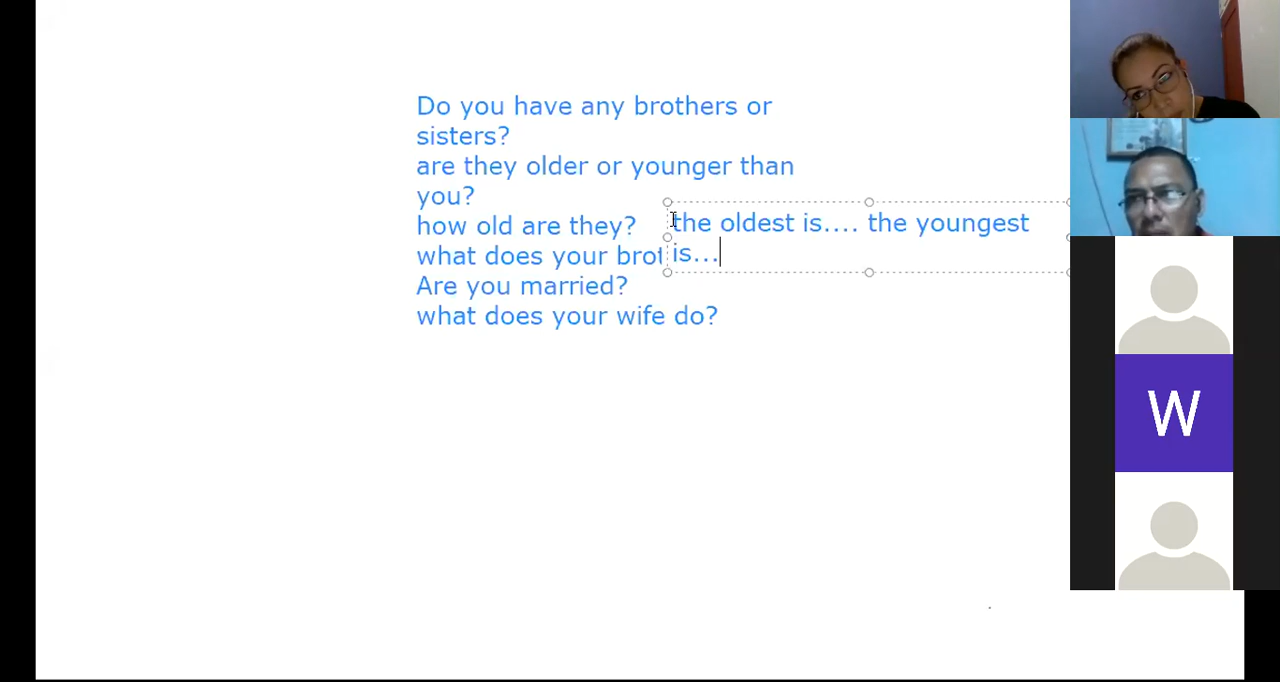 Do you have any brothers or
sisters?
are they older or younger than
you?
how old are they?
what does your brot
Are you married?
what does your wife do?
the oldest is.... the youngest
is...
W